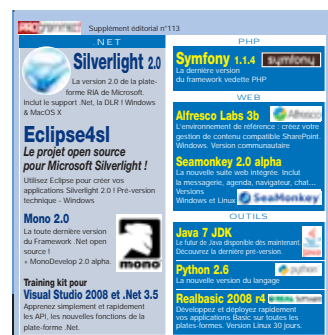 PROgrammez Supplément éditorial n°113
.NET
Silverlight 2.0
La version 2.0 de la plate-
forme RIA de Microsoft.
Inclut le support .Net, la DLR ! Windows
& MacOS X
Eclipse4sl
Le projet open source
pour Microsoft Silverlight !
Utilisez Eclipse pour créer vos
applications Silverlight 2.0 ! Pré-version
technique - Windows
Mono 2.0
La toute dernière version
du Framework .Net open
source !
+ MonoDevelop 2.0 alpha.
mono
Training kit pour
Visual Studio 2008 et .Net 3.5
Apprenez simplement et rapidement
les API, les nouvelles fonctions de la
plate-forme .Net.
PHP
Symfony 1.1.4
symfony
La dernière version
du framework vedette PHP
WEB
Alfresco Labs 3b
Alfresco
L'environnement de référence : créez votre
gestion de contenu compatible SharePoint.
Windows. Version communautaire
Seamonkey 2.0 alpha
La nouvelle suite web intégrée. Inclut
la messagerie, agenda, navigateur, chat...
Versions
Windows et Linux
SeaMonkey
OUTILS
Java 7 JDK
Le futur de Java disponible dès maintenant.
Découvrez la dernière pré-version.
Java
Python 2.6
python
La nouvelle version du langage
Realbasic 2008 r4
REAL Software
Développez et déployez rapidement
vos applications Basic sur toutes les
plates-formes. Version Linux 30 jours.